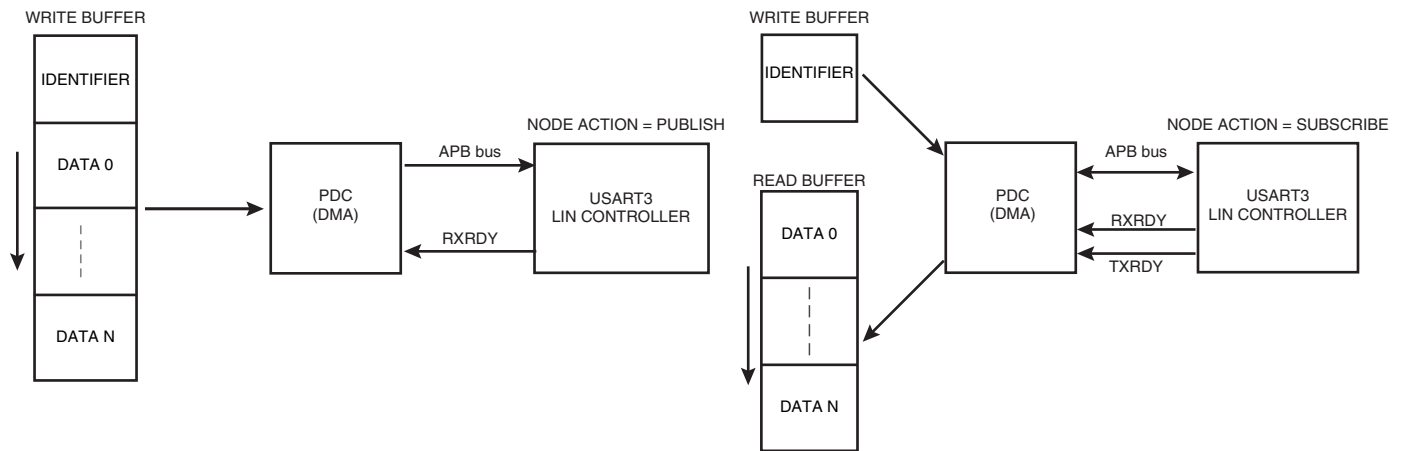 WRITE BUFFER
IDENTIFIER
DATA 0
DATA N
PDC
(DMA)
APB bus
RXRDY
NODE ACTION = PUBLISH
USART3
LIN CONTROLLER
WRITE BUFFER
IDENTIFIER
READ BUFFER
DATA 0
DATA N
PDC
(DMA)
APB bus
RXRDY
TXRDY
NODE ACTION = SUBSCRIBE
USART3
LIN CONTROLLER